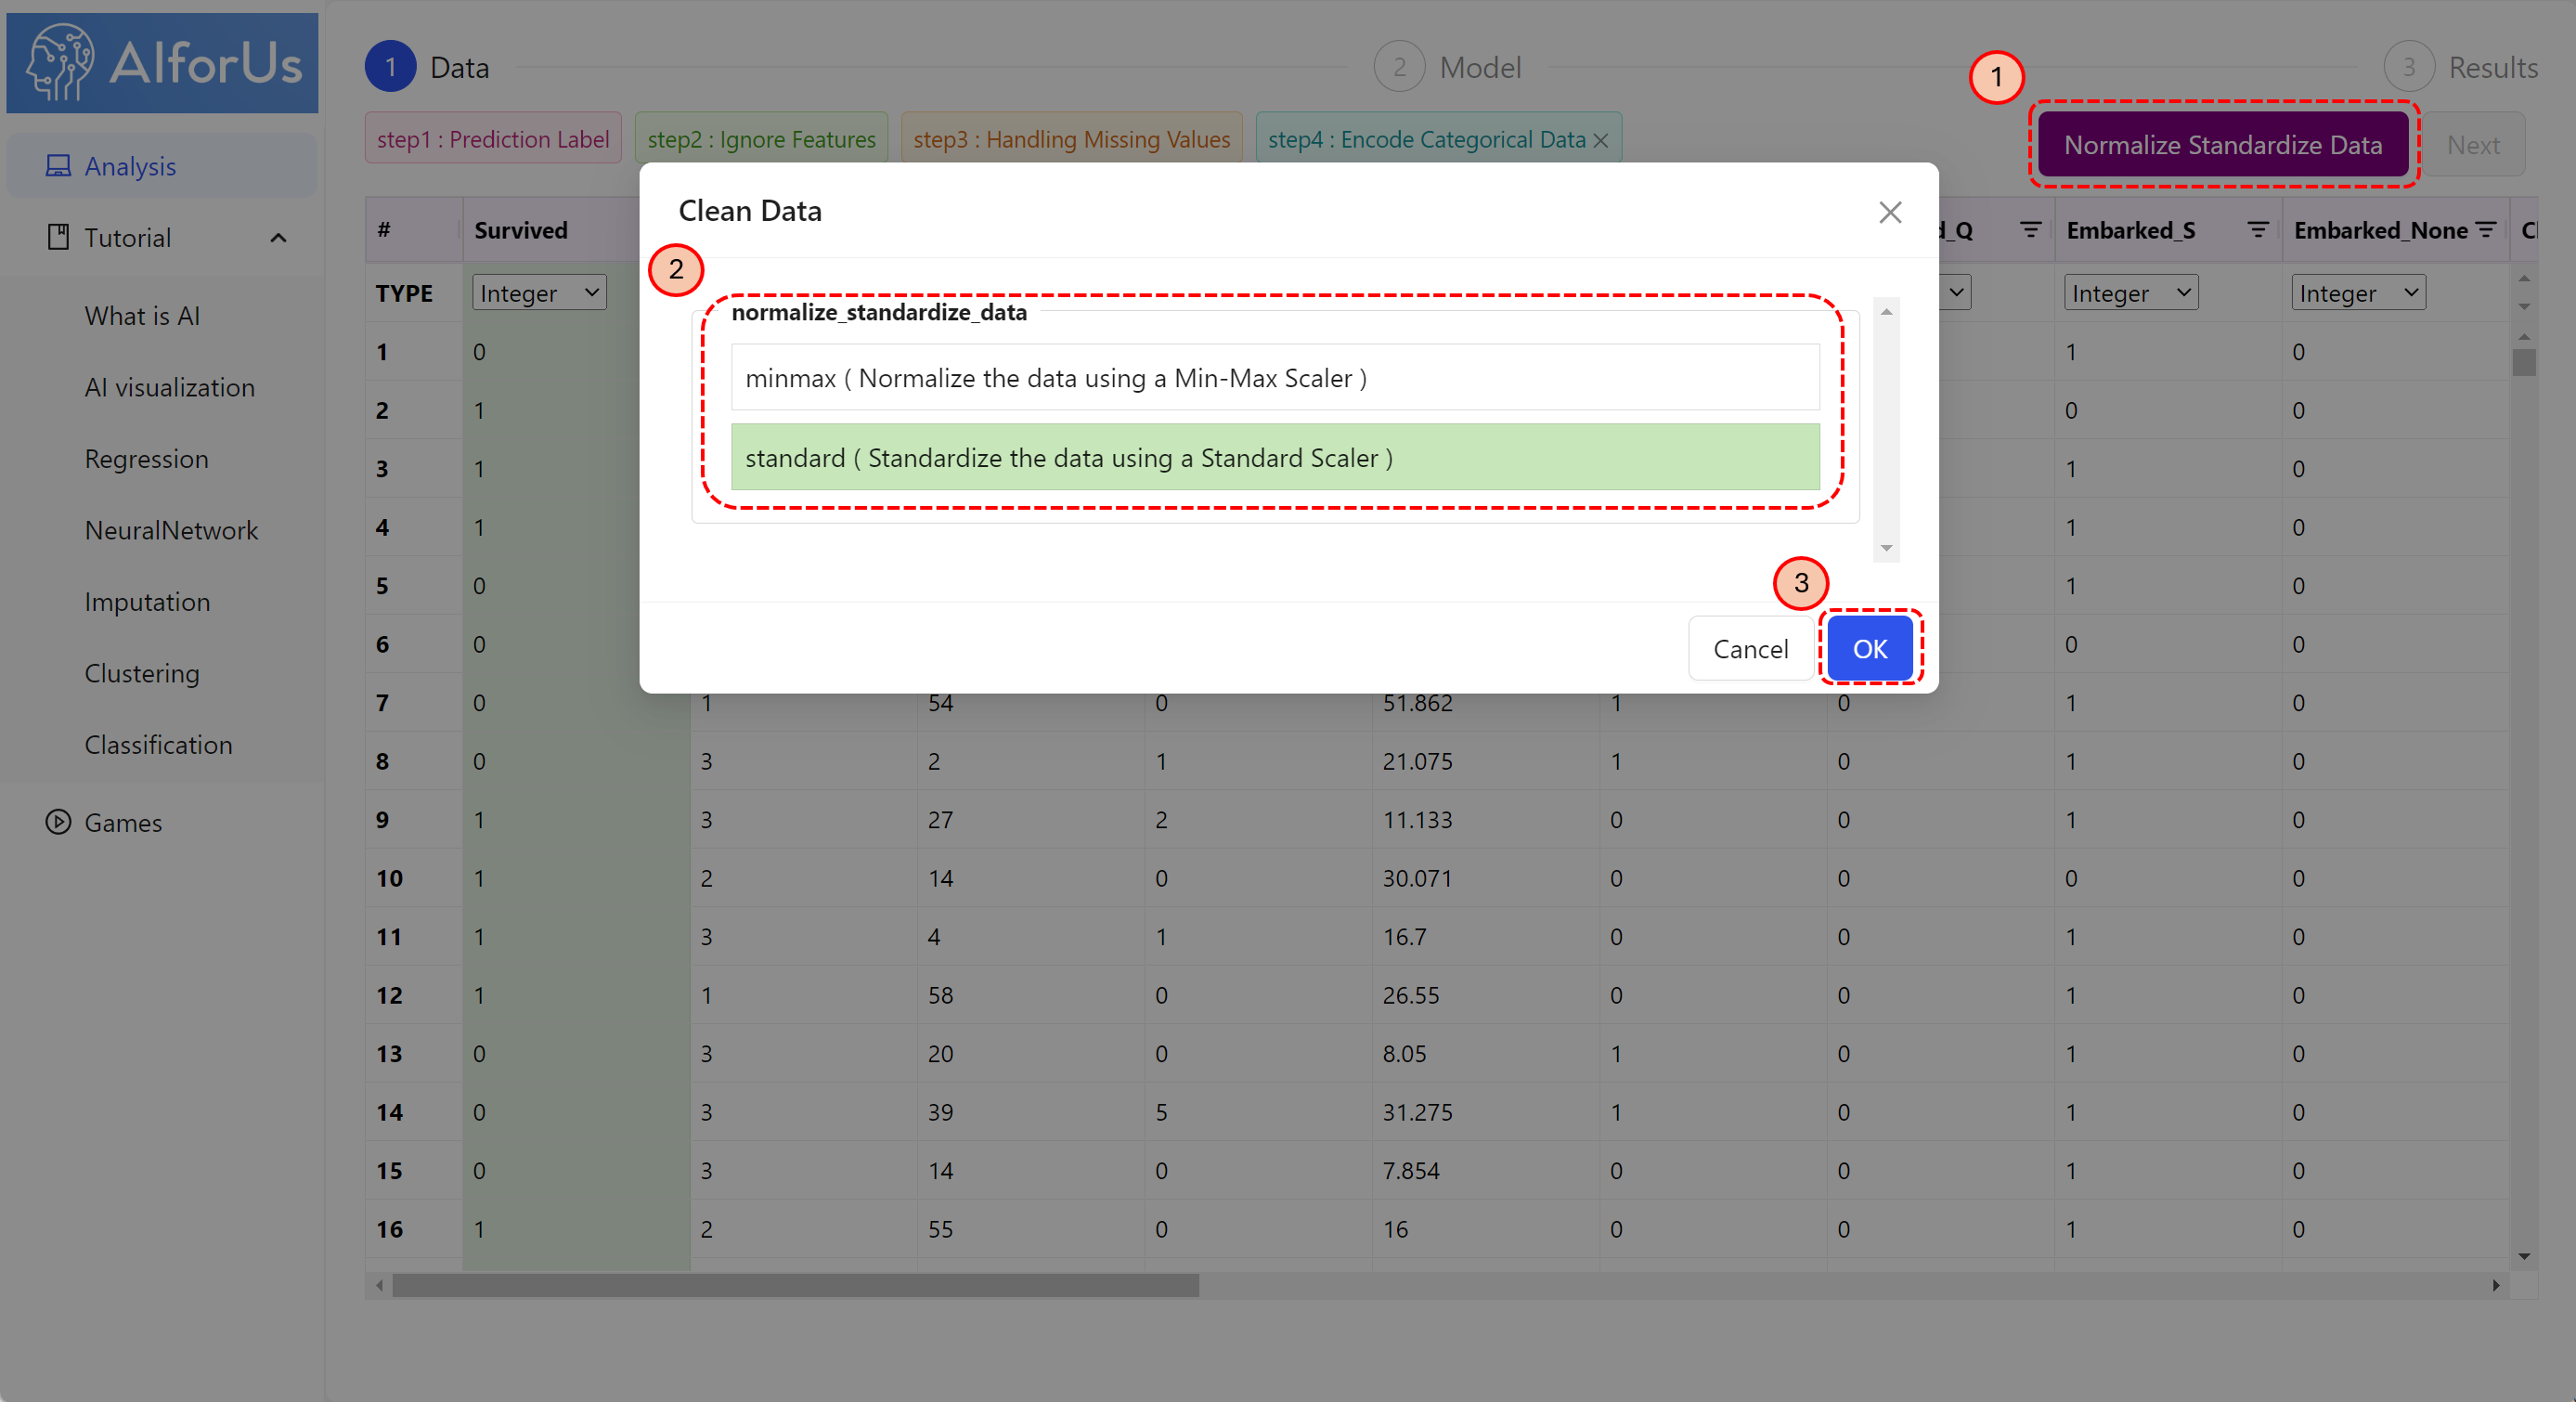 AIforUs
1 Data
2 Model
3 Results
1
step1 : Prediction Label
step2 : Ignore Features
step3 : Handling Missing Values
step4 : Encode Categorical Data
Normalize Standardize Data
Next
Analysis
Tutorial
What is AI
AI visualization
Regression
NeuralNetwork
Imputation
Clustering
Classification
Games
Clean Data
2
normalize_standardize_data
minmax ( Normalize the data using a Min-Max Scaler )
standard ( Standardize the data using a Standard Scaler )
3
Cancel
OK
# Survived Embarked_S Embarked_None
TYPE Integer Integer Integer
1 0 1 0
2 1 0 0
3 1 1 0
4 1 1 0
5 0 1 0
6 0 0 0
7 0 1 54 0 51.862 1 0 1 0
8 0 3 2 1 21.075 1 0 1 0
9 1 3 27 2 11.133 0 0 1 0
10 1 2 14 0 30.071 0 0 0 0
11 1 3 4 1 16.7 0 0 1 0
12 1 1 58 0 26.55 0 0 1 0
13 0 3 20 0 8.05 1 0 1 0
14 0 3 39 5 31.275 1 0 1 0
15 0 3 14 0 7.854 0 0 1 0
16 1 2 55 0 16 0 0 1 0